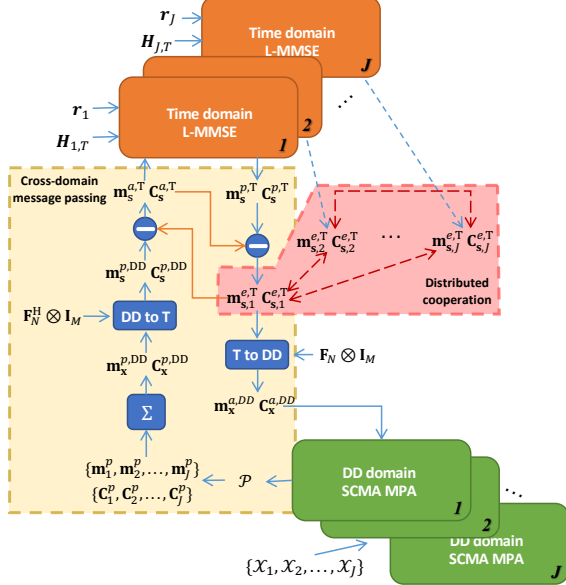 r_J
H_{J,T}
Time domain
L-MMSE
J
2
...
r_1
H_{1,T}
Time domain
L-MMSE
1
Cross-domain
message passing
m_s^{a,T} C_s^{a,T}
m_s^{p,T} C_s^{p,T}
m_{s,2}^{e,T} C_{s,2}^{e,T}
...
m_{s,J}^{e,T} C_{s,J}^{e,T}
m_s^{p,DD} C_s^{p,DD}
m_{s,1}^{e,T} C_{s,1}^{e,T}
Distributed
cooperation
F_N^H ⊗ I_M
DD to T
T to DD
F_N ⊗ I_M
m_x^{p,DD} C_x^{p,DD}
m_x^{a,DD} C_x^{a,DD}
Σ
{m_1^p, m_2^p, ..., m_J^p}
{C_1^p, C_2^p, ..., C_J^p}
𝒫
DD domain
SCMA MPA
1
2
...
DD domain
SCMA MPA
J
{𝒳_1, 𝒳_2, ..., 𝒳_J}